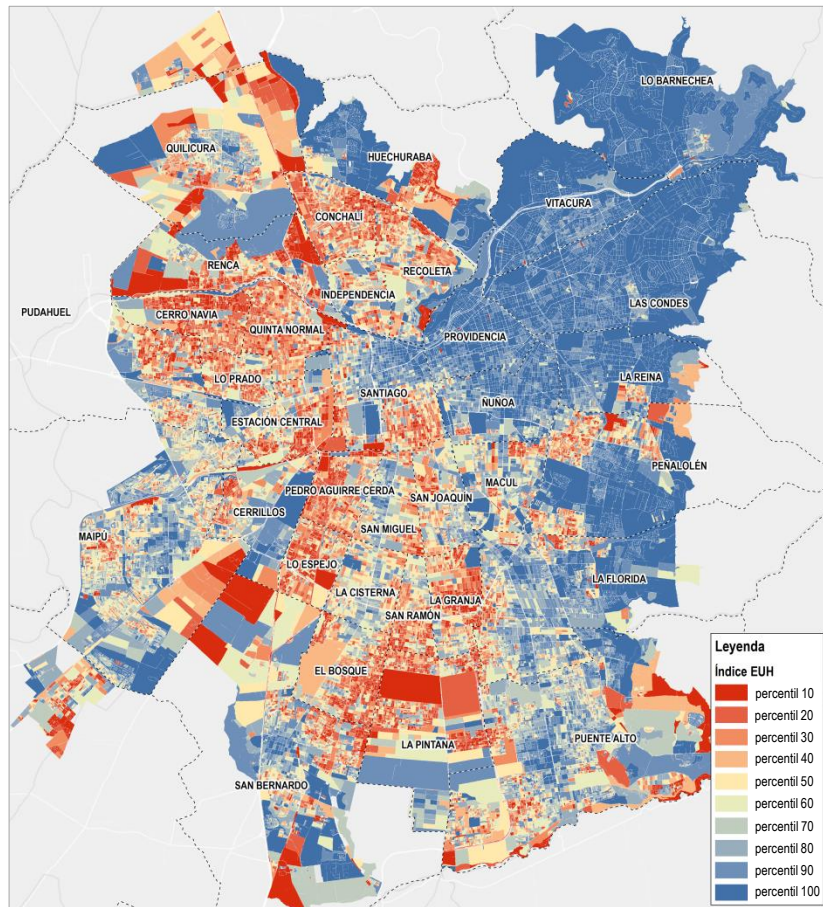 LO BARNECHEA
QUILICURA
HUECHURABA
VITACURA
CONCHALÍ
RENCA
RECOLETA
INDEPENDENCIA
LAS CONDES
PUDAHUEL
CERRO NAVIA
QUINTA NORMAL
PROVIDENCIA
LO PRADO
LA REINA
SANTIAGO
ÑUÑOA
ESTACIÓN CENTRAL
PEÑALOLÉN
MACUL
PEDRO AGUIRRE CERDA
SAN JOAQUÍN
CERRILLOS
SAN MIGUEL
MAIPÚ
LO ESPEJO
LA FLORIDA
LA CISTERNA
LA GRANJA
SAN RAMÓN
EL BOSQUE
PUENTE ALTO
LA PINTANA
SAN BERNARDO
Leyenda
Índice EUH
percentil 10
percentil 20
percentil 30
percentil 40
percentil 50
percentil 60
percentil 70
percentil 80
percentil 90
percentil 100